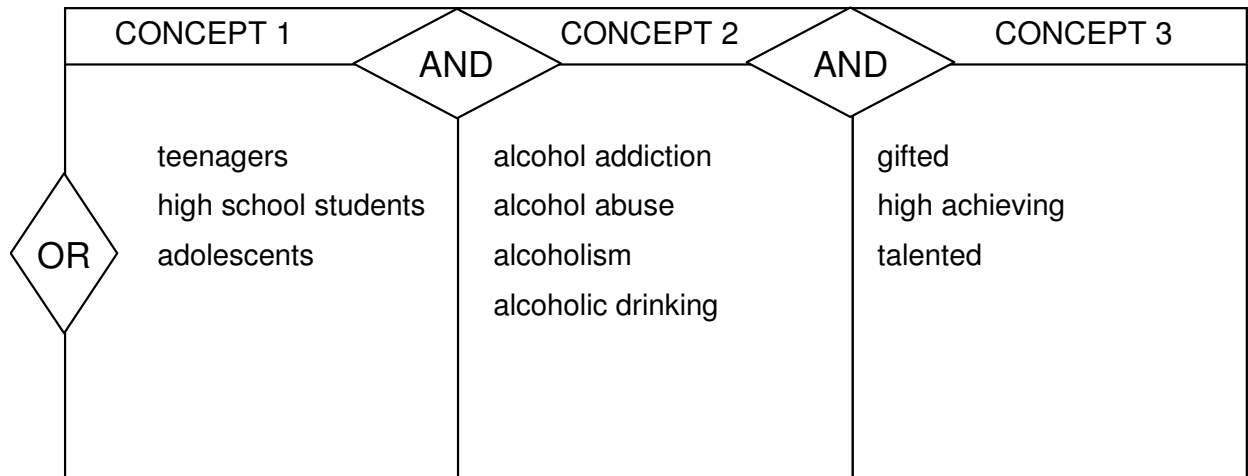 CONCEPT 1 AND CONCEPT 2 AND CONCEPT 3
teenagers
high school students
adolescents
OR
alcohol addiction
alcohol abuse
alcoholism
alcoholic drinking
gifted
high achieving
talented